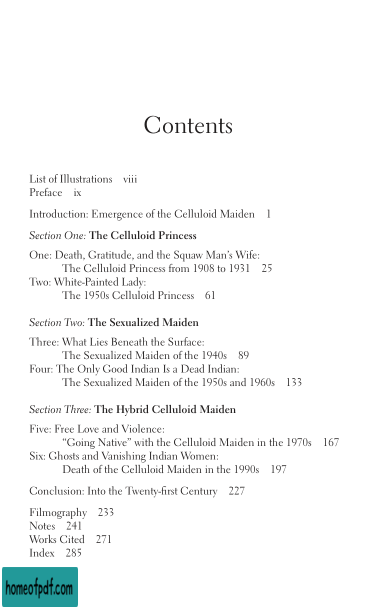 Contents
List of Illustrations viii
Preface ix
Introduction: Emergence of the Celluloid Maiden 1
Section One: The Celluloid Princess
One: Death, Gratitude, and the Squaw Man's Wife:
The Celluloid Princess from 1908 to 1931 25
Two: White-Painted Lady:
The 1950s Celluloid Princess 61
Section Two: The Sexualized Maiden
Three: What Lies Beneath the Surface:
The Sexualized Maiden of the 1940s 89
Four: The Only Good Indian Is a Dead Indian:
The Sexualized Maiden of the 1950s and 1960s 133
Section Three: The Hybrid Celluloid Maiden
Five: Free Love and Violence:
"Going Native" with the Celluloid Maiden in the 1970s 167
Six: Ghosts and Vanishing Indian Women:
Death of the Celluloid Maiden in the 1990s 197
Conclusion: Into the Twenty-first Century 227
Filmography 233
Notes 241
Works Cited 271
Index 285
homeofpdf.com